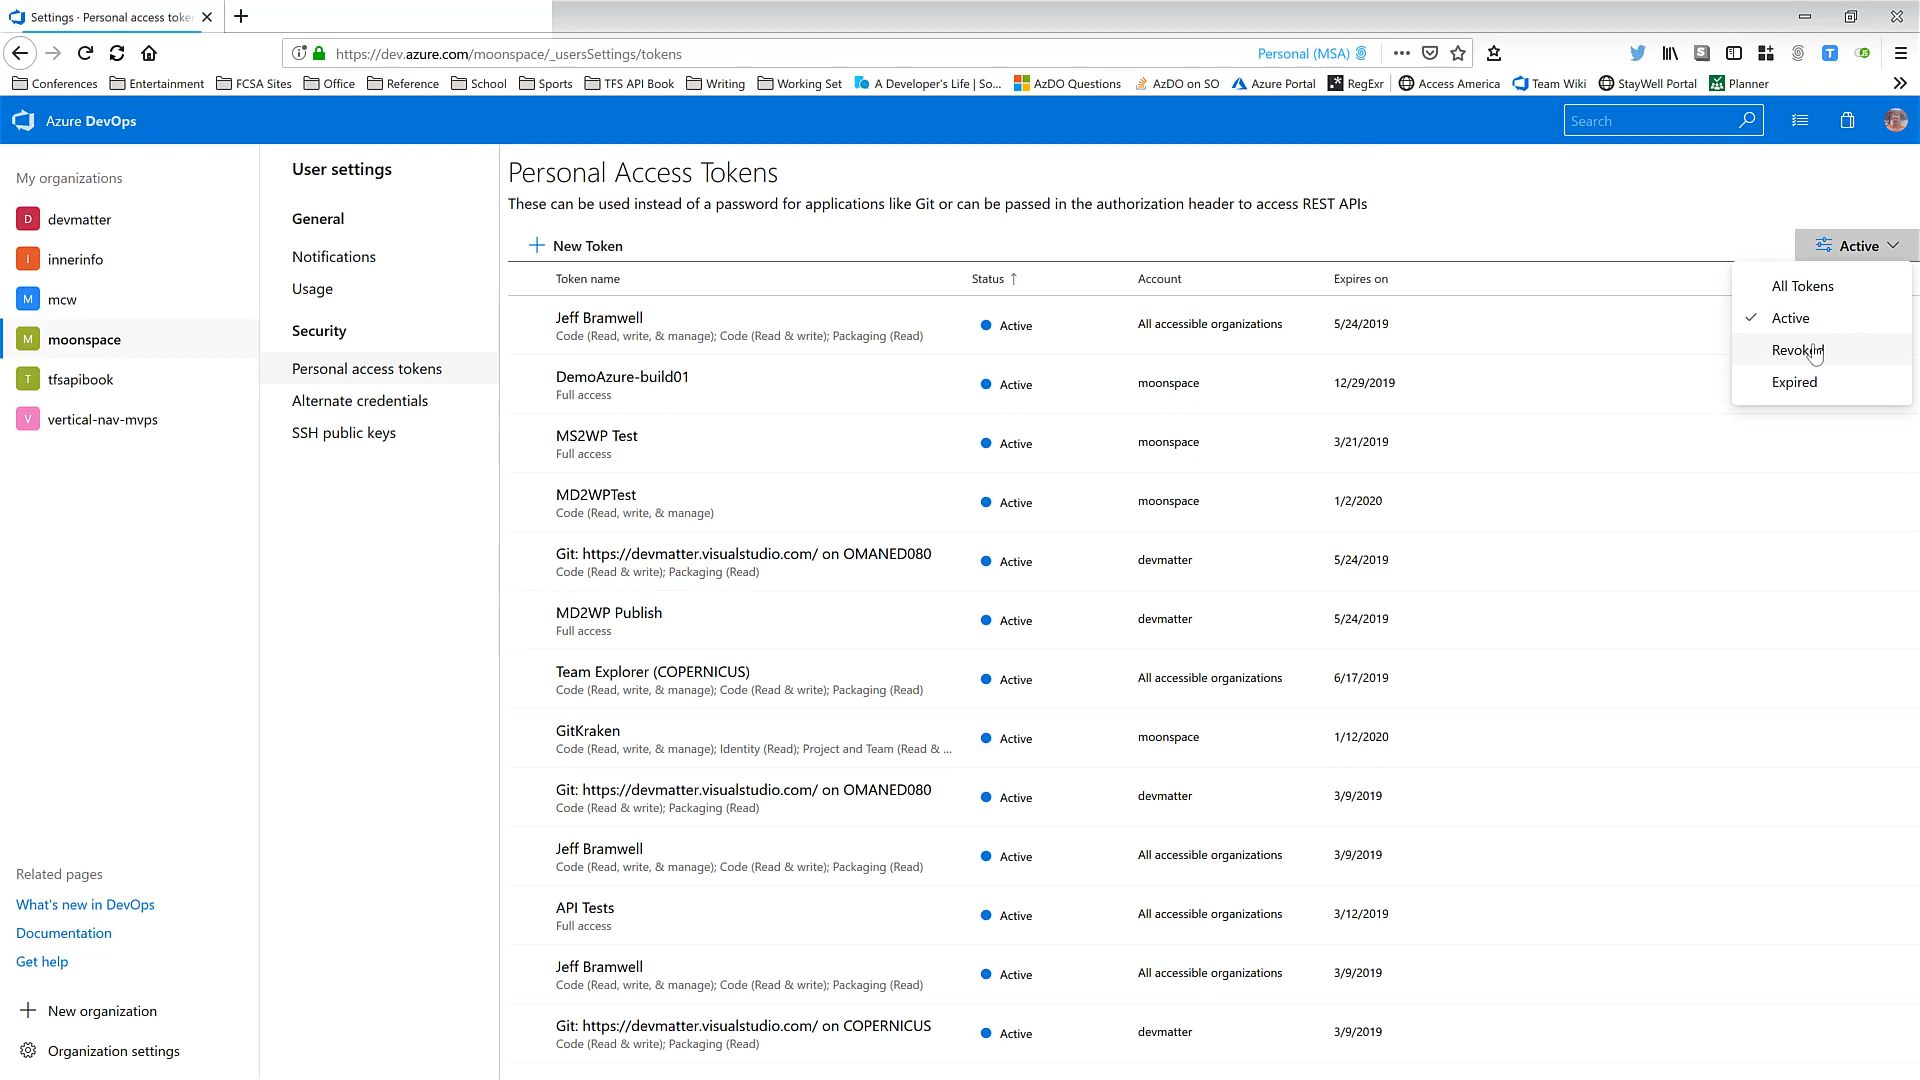 Settings · Personal access toke
https://dev.azure.com/moonspace/_usersSettings/tokens
Personal (MSA)
Conferences Entertainment FCSA Sites Office Reference School Sports TFS API Book Writing Working Set A Developer's Life | So... AzDO Questions AzDO on SO Azure Portal RegExr Access America Team Wiki StayWell Portal Planner
Azure DevOps
Search
My organizations
D devmatter
I innerinfo
M mcw
M moonspace
T tfsapibook
V vertical-nav-mvps
Related pages
What's new in DevOps
Documentation
Get help
New organization
Organization settings
User settings
General
Notifications
Usage
Security
Personal access tokens
Alternate credentials
SSH public keys
Personal Access Tokens
These can be used instead of a password for applications like Git or can be passed in the authorization header to access REST APIs
New Token
Active
All Tokens
Active
Revoked
Expired
Token name Status ↑ Account Expires on
Jeff Bramwell
Code (Read, write, & manage); Code (Read & write); Packaging (Read)
Active All accessible organizations 5/24/2019
DemoAzure-build01
Full access
Active moonspace 12/29/2019
MS2WP Test
Full access
Active moonspace 3/21/2019
MD2WPTest
Code (Read, write, & manage)
Active moonspace 1/2/2020
Git: https://devmatter.visualstudio.com/ on OMANED080
Code (Read & write); Packaging (Read)
Active devmatter 5/24/2019
MD2WP Publish
Full access
Active devmatter 5/24/2019
Team Explorer (COPERNICUS)
Code (Read, write, & manage); Code (Read & write); Packaging (Read)
Active All accessible organizations 6/17/2019
GitKraken
Code (Read, write, & manage); Identity (Read); Project and Team (Read & ...
Active moonspace 1/12/2020
Git: https://devmatter.visualstudio.com/ on OMANED080
Code (Read & write); Packaging (Read)
Active devmatter 3/9/2019
Jeff Bramwell
Code (Read, write, & manage); Code (Read & write); Packaging (Read)
Active All accessible organizations 3/9/2019
API Tests
Full access
Active All accessible organizations 3/12/2019
Jeff Bramwell
Code (Read, write, & manage); Code (Read & write); Packaging (Read)
Active All accessible organizations 3/9/2019
Git: https://devmatter.visualstudio.com/ on COPERNICUS
Code (Read & write); Packaging (Read)
Active devmatter 3/9/2019